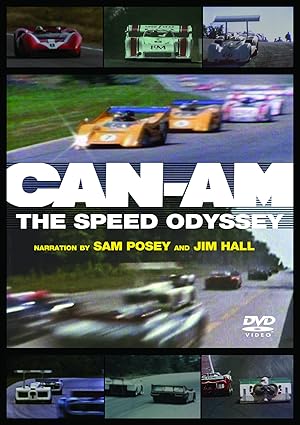 CAN-AM
THE SPEED ODYSSEY
NARRATION BY SAM POSEY AND JIM HALL
DVD
VIDEO